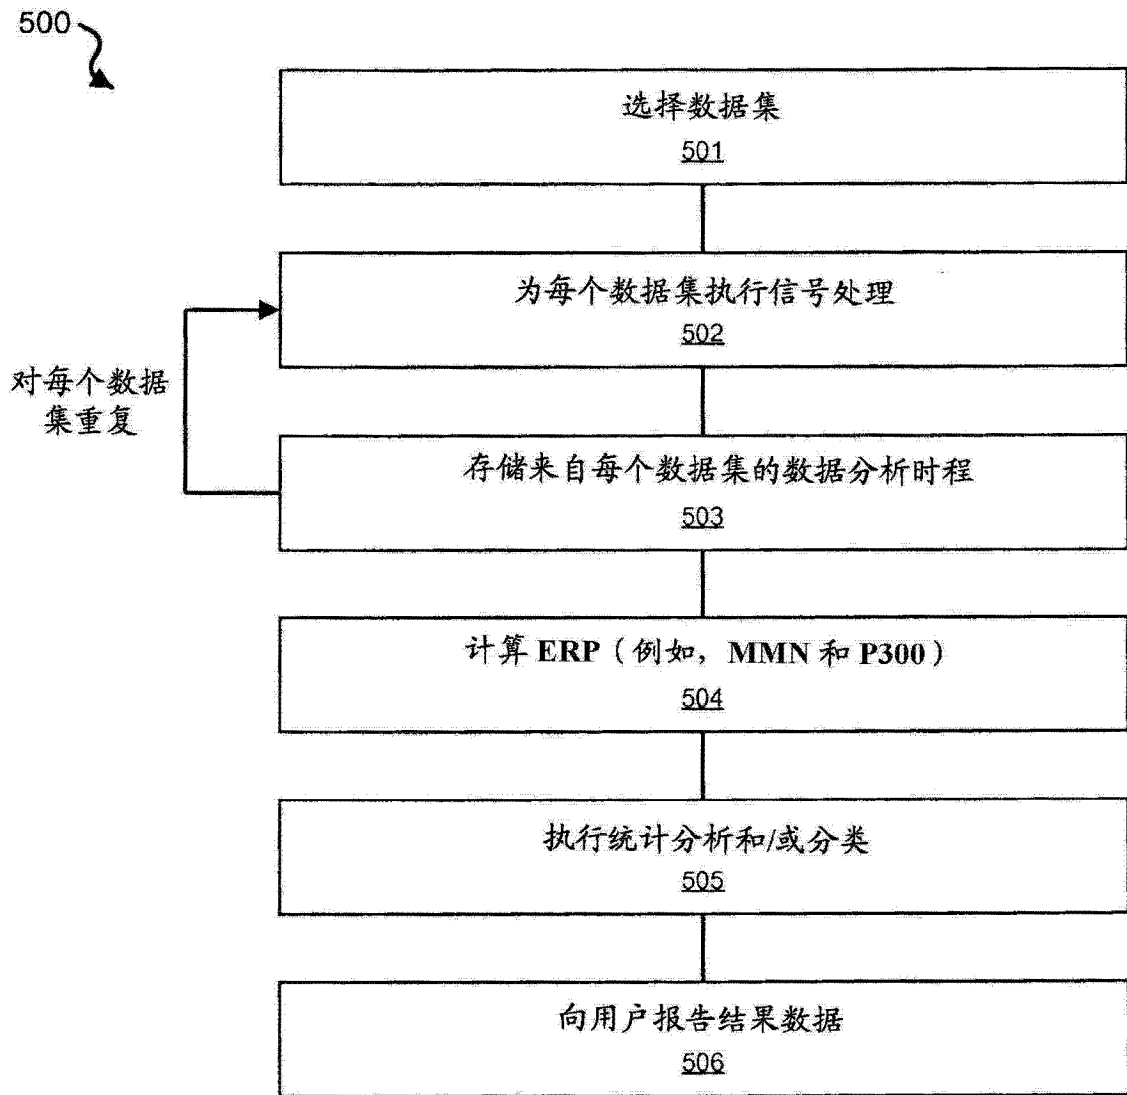 500
选择数据集
501
为每个数据集执行信号处理
502
对每个数据
集重复
存储来自每个数据集的数据分析时程
503
计算 ERP（例如，MMN 和 P300）
504
执行统计分析和/或分类
505
向用户报告结果数据
506